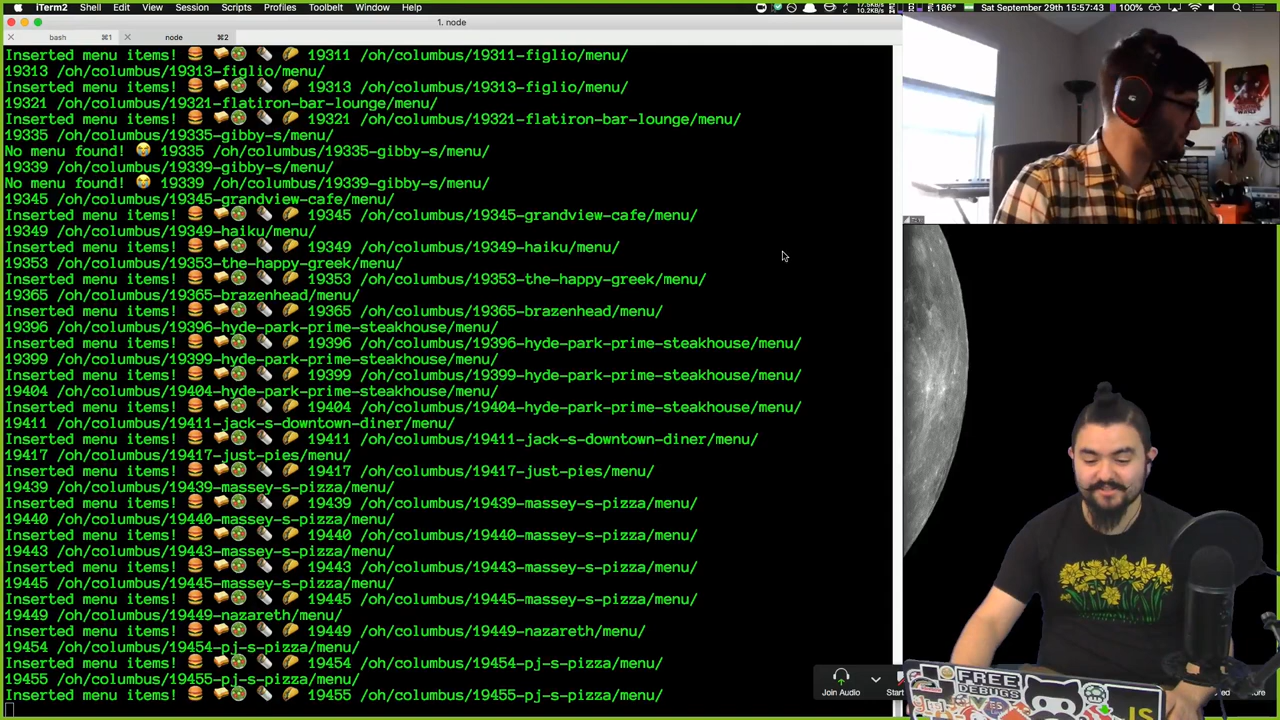 iTerm2 Shell Edit View Session Scripts Profiles Toolbelt Window Help
17.5KB/s
10.2KB/s
186° Sat September 29th 15:57:43 100%
1. node
bash ⌘1 node ⌘2
Inserted menu items! 🍔 🥪🥗 🌯 🌮 19311 /oh/columbus/19311-figlio/menu/
19313 /oh/columbus/19313-figlio/menu/
Inserted menu items! 🍔 🥪🥗 🌯 🌮 19313 /oh/columbus/19313-figlio/menu/
19321 /oh/columbus/19321-flatiron-bar-lounge/menu/
Inserted menu items! 🍔 🥪🥗 🌯 🌮 19321 /oh/columbus/19321-flatiron-bar-lounge/menu/
19335 /oh/columbus/19335-gibby-s/menu/
No menu found! 😭 19335 /oh/columbus/19335-gibby-s/menu/
19339 /oh/columbus/19339-gibby-s/menu/
No menu found! 😭 19339 /oh/columbus/19339-gibby-s/menu/
19345 /oh/columbus/19345-grandview-cafe/menu/
Inserted menu items! 🍔 🥪🥗 🌯 🌮 19345 /oh/columbus/19345-grandview-cafe/menu/
19349 /oh/columbus/19349-haiku/menu/
Inserted menu items! 🍔 🥪🥗 🌯 🌮 19349 /oh/columbus/19349-haiku/menu/
19353 /oh/columbus/19353-the-happy-greek/menu/
Inserted menu items! 🍔 🥪🥗 🌯 🌮 19353 /oh/columbus/19353-the-happy-greek/menu/
19365 /oh/columbus/19365-brazenhead/menu/
Inserted menu items! 🍔 🥪🥗 🌯 🌮 19365 /oh/columbus/19365-brazenhead/menu/
19396 /oh/columbus/19396-hyde-park-prime-steakhouse/menu/
Inserted menu items! 🍔 🥪🥗 🌯 🌮 19396 /oh/columbus/19396-hyde-park-prime-steakhouse/menu/
19399 /oh/columbus/19399-hyde-park-prime-steakhouse/menu/
Inserted menu items! 🍔 🥪🥗 🌯 🌮 19399 /oh/columbus/19399-hyde-park-prime-steakhouse/menu/
19404 /oh/columbus/19404-hyde-park-prime-steakhouse/menu/
Inserted menu items! 🍔 🥪🥗 🌯 🌮 19404 /oh/columbus/19404-hyde-park-prime-steakhouse/menu/
19411 /oh/columbus/19411-jack-s-downtown-diner/menu/
Inserted menu items! 🍔 🥪🥗 🌯 🌮 19411 /oh/columbus/19411-jack-s-downtown-diner/menu/
19417 /oh/columbus/19417-just-pies/menu/
Inserted menu items! 🍔 🥪🥗 🌯 🌮 19417 /oh/columbus/19417-just-pies/menu/
19439 /oh/columbus/19439-massey-s-pizza/menu/
Inserted menu items! 🍔 🥪🥗 🌯 🌮 19439 /oh/columbus/19439-massey-s-pizza/menu/
19440 /oh/columbus/19440-massey-s-pizza/menu/
Inserted menu items! 🍔 🥪🥗 🌯 🌮 19440 /oh/columbus/19440-massey-s-pizza/menu/
19443 /oh/columbus/19443-massey-s-pizza/menu/
Inserted menu items! 🍔 🥪🥗 🌯 🌮 19443 /oh/columbus/19443-massey-s-pizza/menu/
19445 /oh/columbus/19445-massey-s-pizza/menu/
Inserted menu items! 🍔 🥪🥗 🌯 🌮 19445 /oh/columbus/19445-massey-s-pizza/menu/
19449 /oh/columbus/19449-nazareth/menu/
Inserted menu items! 🍔 🥪🥗 🌯 🌮 19449 /oh/columbus/19449-nazareth/menu/
19454 /oh/columbus/19454-pj-s-pizza/menu/
Inserted menu items! 🍔 🥪🥗 🌯 🌮 19454 /oh/columbus/19454-pj-s-pizza/menu/
19455 /oh/columbus/19455-pj-s-pizza/menu/
Inserted menu items! 🍔 🥪🥗 🌯 🌮 19455 /oh/columbus/19455-pj-s-pizza/menu/
Join Audio
FREE
DEBUGS
JS